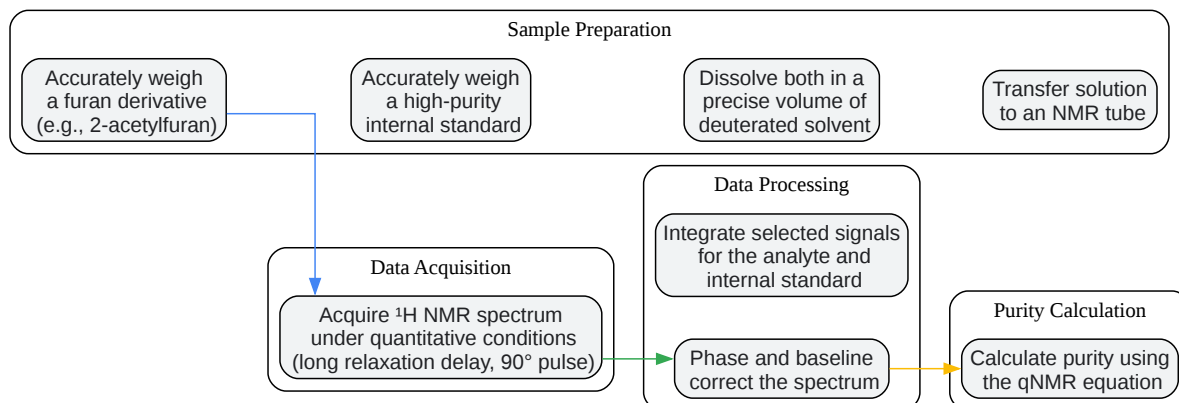 Sample Preparation
Accurately weigh
a furan derivative
(e.g., 2-acetylfuran)
Accurately weigh
a high-purity
internal standard
Dissolve both in a
precise volume of
deuterated solvent
Transfer solution
to an NMR tube
Data Processing
Integrate selected signals
for the analyte and
internal standard
Data Acquisition
Acquire ¹H NMR spectrum
under quantitative conditions
(long relaxation delay, 90° pulse)
Phase and baseline
correct the spectrum
Purity Calculation
Calculate purity using
the qNMR equation